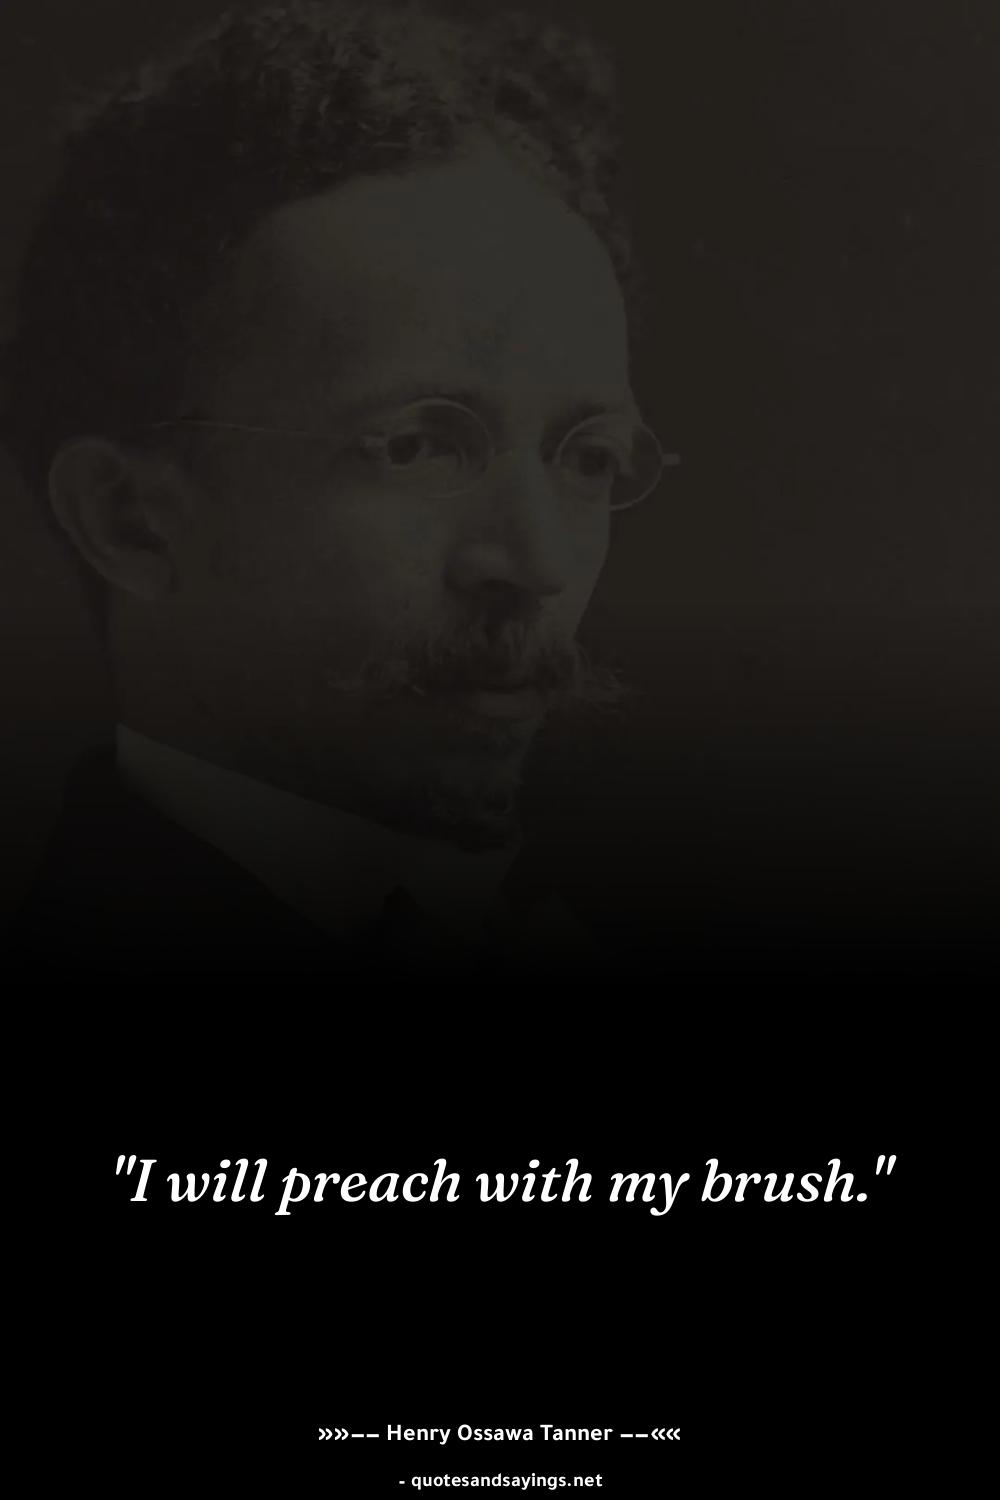 "I will preach with my brush."
»»—— Henry Ossawa Tanner ——««
- quotesandsayings.net